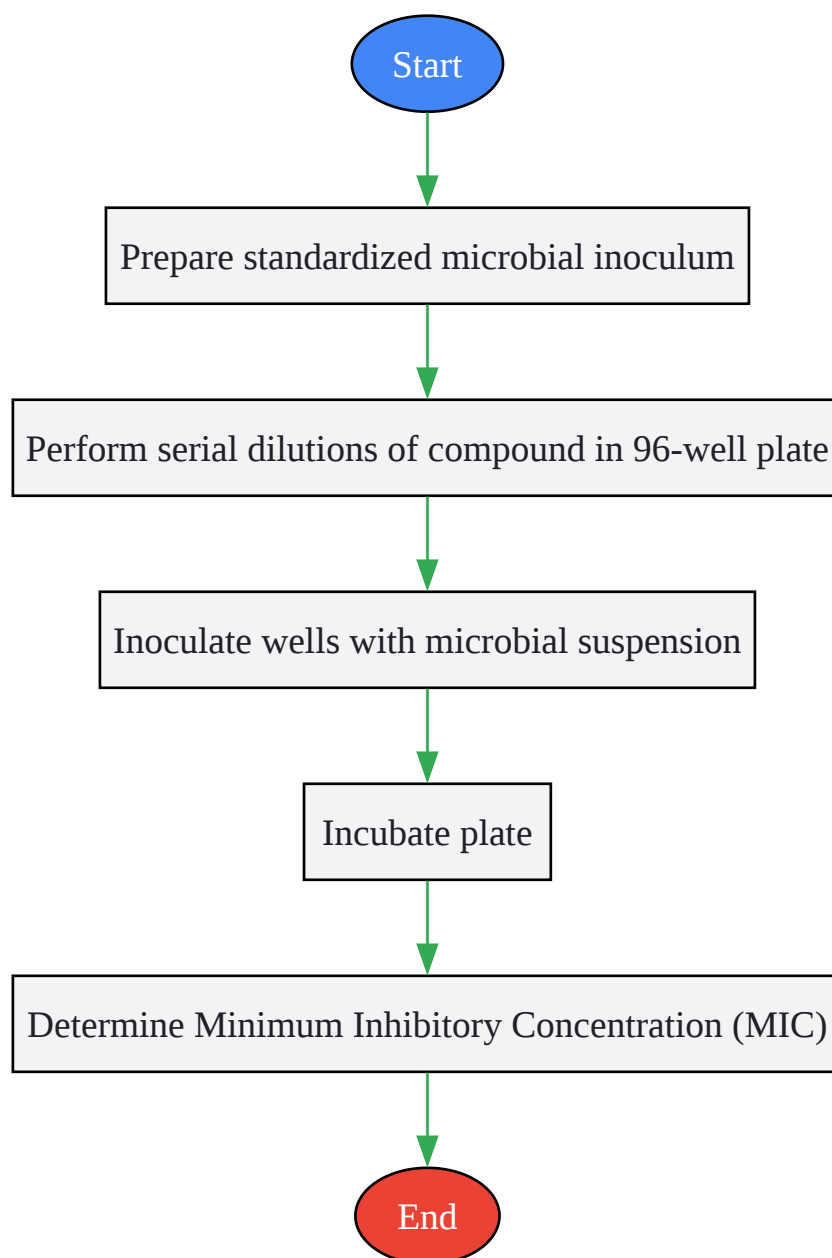 Start
Prepare standardized microbial inoculum
Perform serial dilutions of compound in 96-well plate
Inoculate wells with microbial suspension
Incubate plate
Determine Minimum Inhibitory Concentration (MIC)
End